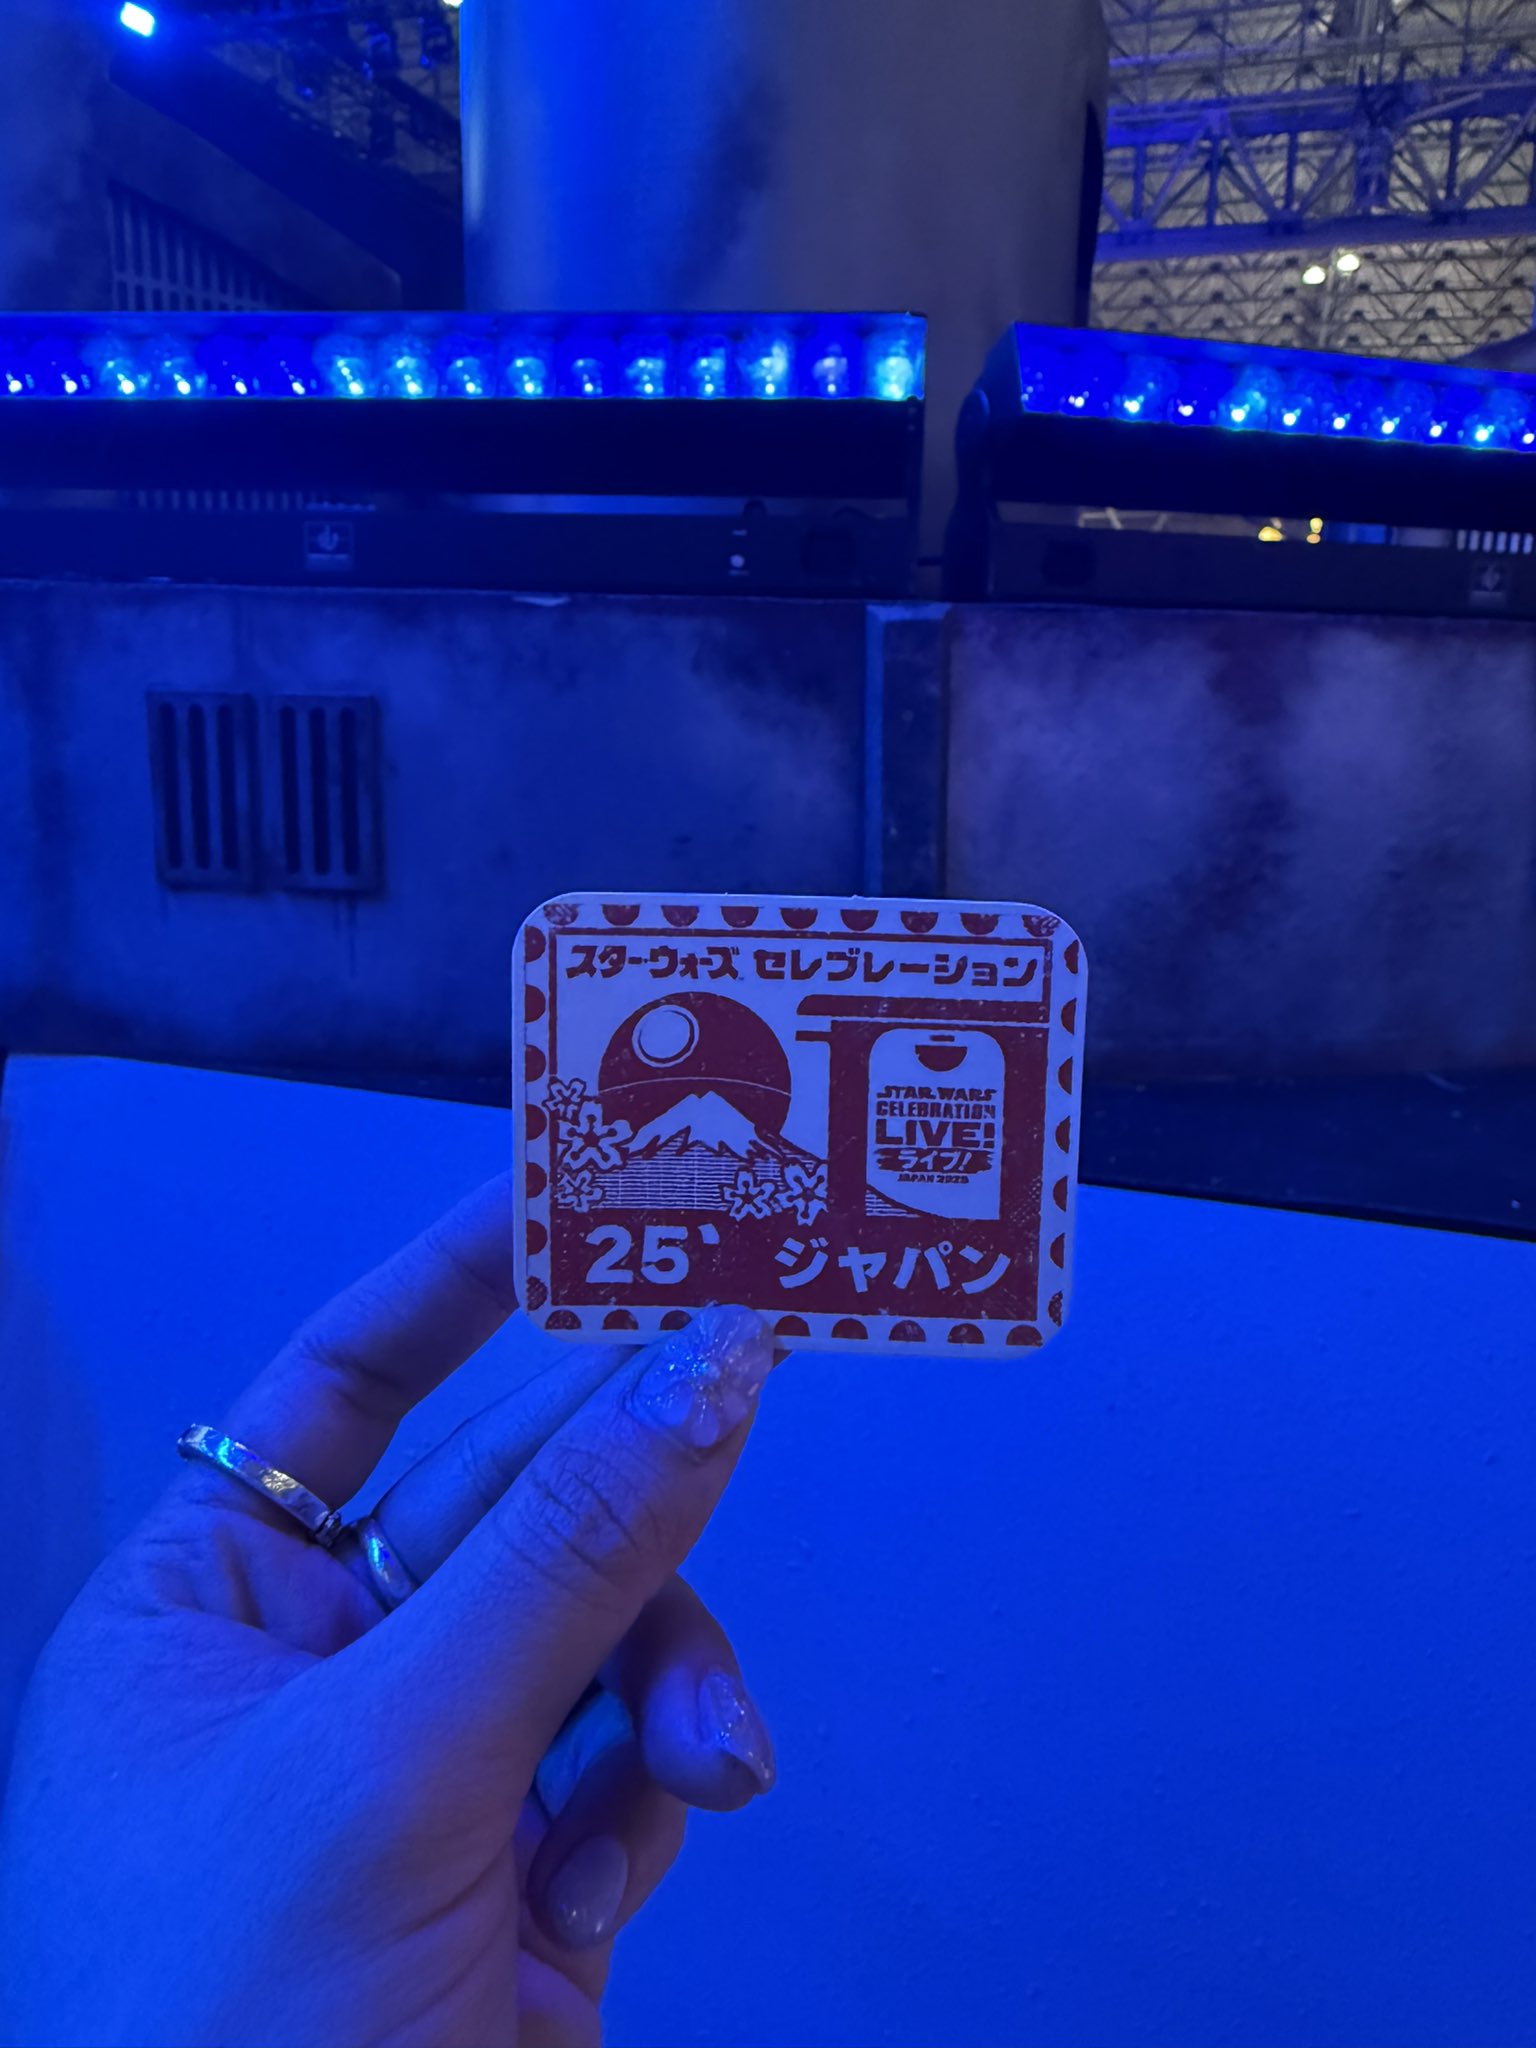 スター・ウォーズ セレブレーション
STAR WARS
CELEBRATION
LIVE!
ライブ!
JAPAN 2025
25' ジャパン